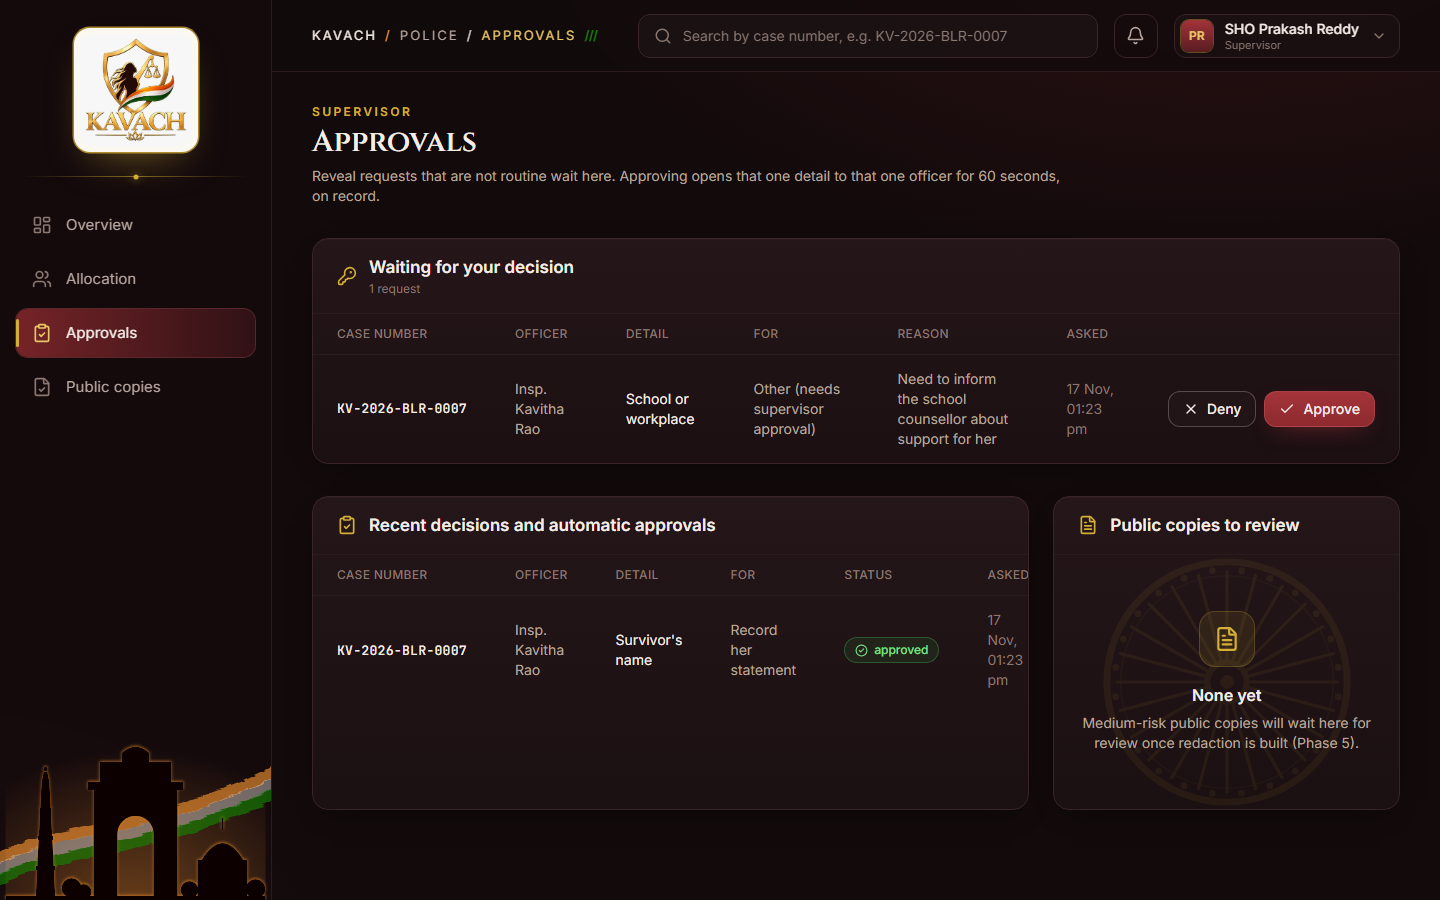 KAVACH
KAVACH / POLICE / APPROVALS ///
Search by case number, e.g. KV-2026-BLR-0007
PR
SHO Prakash Reddy
Supervisor
Overview
Allocation
Approvals
Public copies
SUPERVISOR
APPROVALS
Reveal requests that are not routine wait here. Approving opens that one detail to that one officer for 60 seconds,
on record.
Waiting for your decision
1 request
CASE NUMBER OFFICER DETAIL FOR REASON ASKED
KV-2026-BLR-0007
Insp.
Kavitha
Rao
School or
workplace
Other (needs
supervisor
approval)
Need to inform
the school
counsellor about
support for her
17 Nov,
01:23
pm
Deny
Approve
Recent decisions and automatic approvals
CASE NUMBER OFFICER DETAIL FOR STATUS ASKED
KV-2026-BLR-0007
Insp.
Kavitha
Rao
Survivor's
name
Record
her
statement
approved
17
Nov,
01:23
pm
Public copies to review
None yet
Medium-risk public copies will wait here for
review once redaction is built (Phase 5).